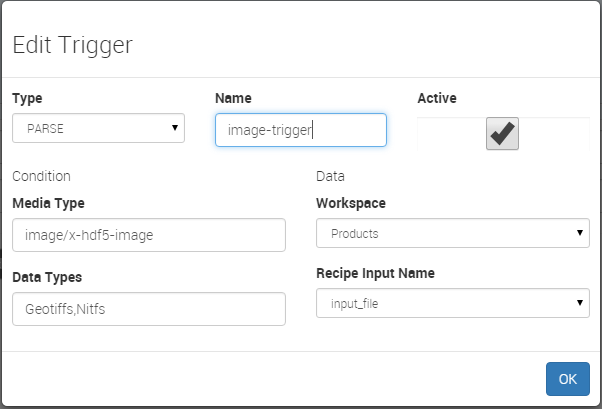 Edit Trigger
Type Name Active
PARSE image-trigger
Condition Data
Media Type Workspace
image/x-hdf5-image Products
Data Types Recipe Input Name
Geotiffs,Nitfs input_file
OK